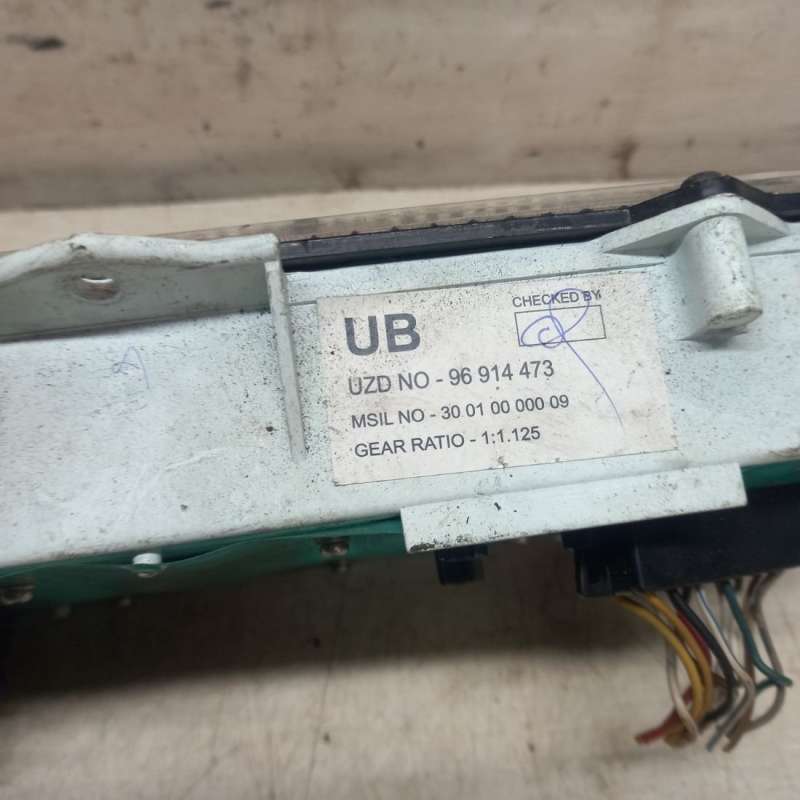 UB
CHECKED BY
UZD NO - 96 914 473
MSIL NO - 30 01 00 000 09
GEAR RATIO - 1:1.125